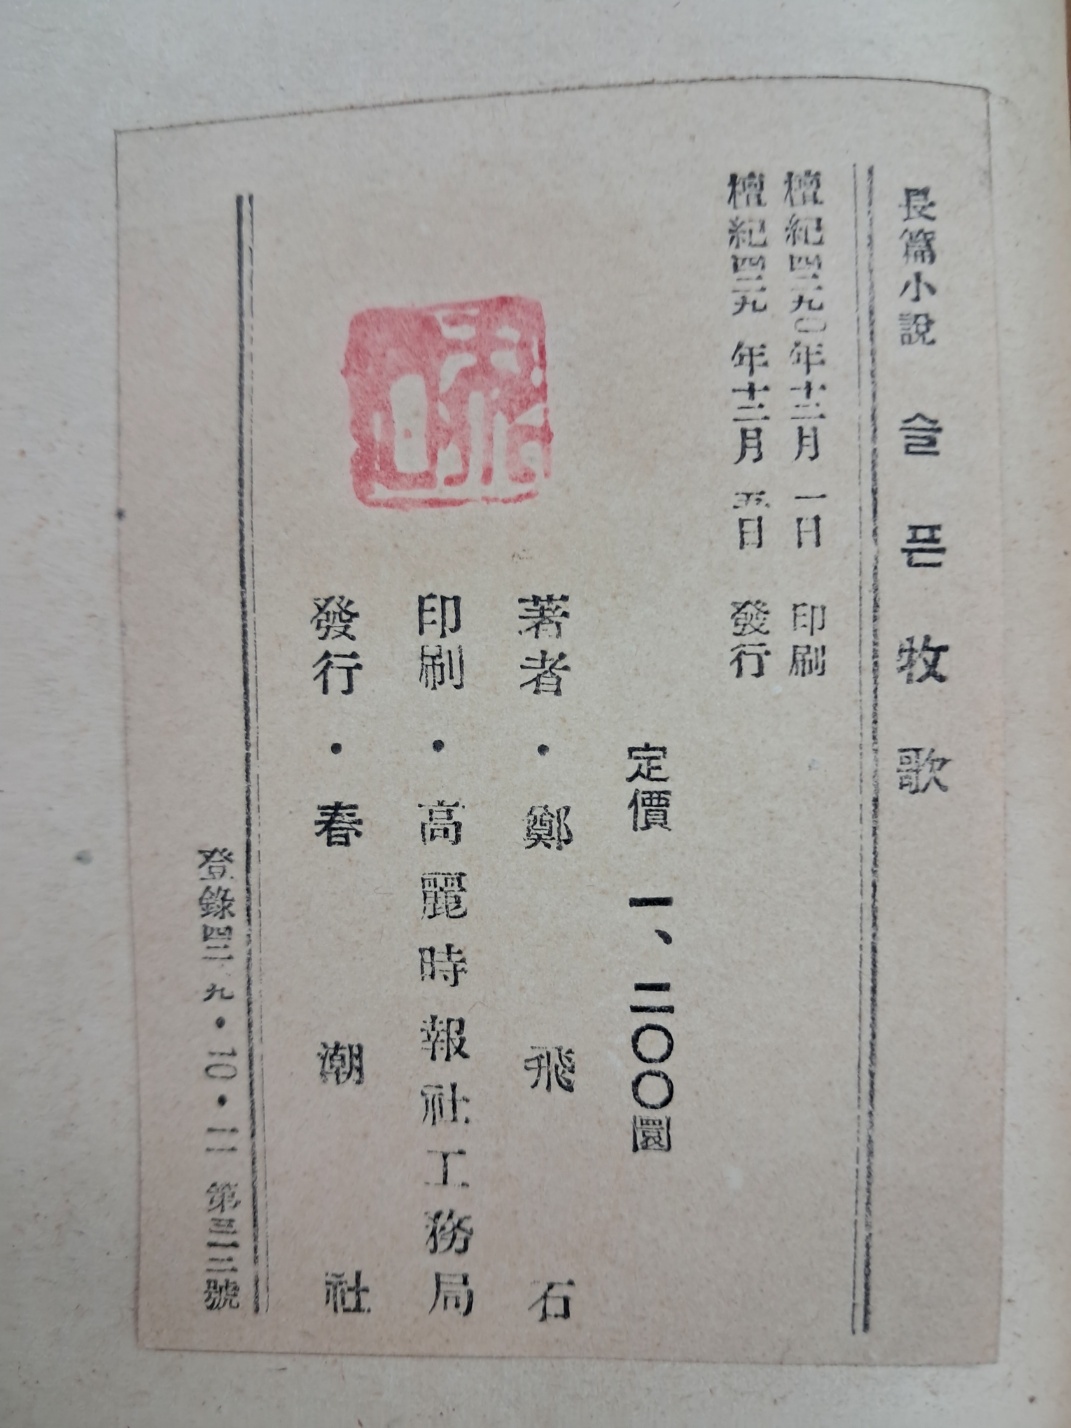 長篇小說 슬픈 牧歌
檀紀四二九〇年十二月 一日 印刷
檀紀四二九 年十二月 五日 發行
定價 一、二〇〇圜
著者・鄭飛石
印刷・高麗時報社工務局
發行・春潮社
登錄四二 九・10・11 第三一二號